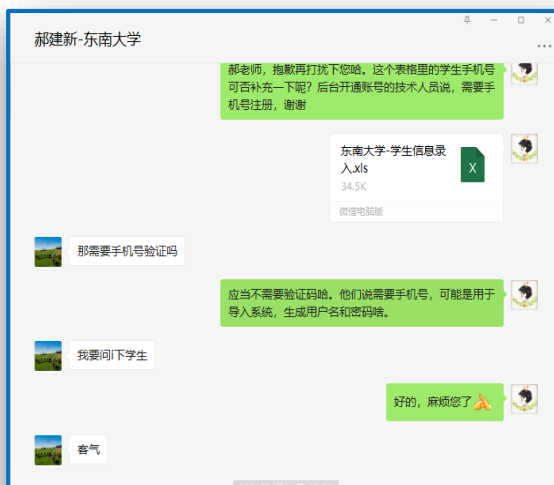 郝建新-东南大学
郝老师，抱歉再打扰下您哈。这个表格里的学生手机号
可否补充一下呢？后台开通账号的技术人员说，需要手
机号注册，谢谢
东南大学-学生信息录
入.xls
34.5K
微信电脑版
那需要手机号验证吗
应当不需要验证码哈。他们说需要手机号，可能是用于
导入系统，生成用户名和密码啥。
我要问i下学生
好的，麻烦您了
客气